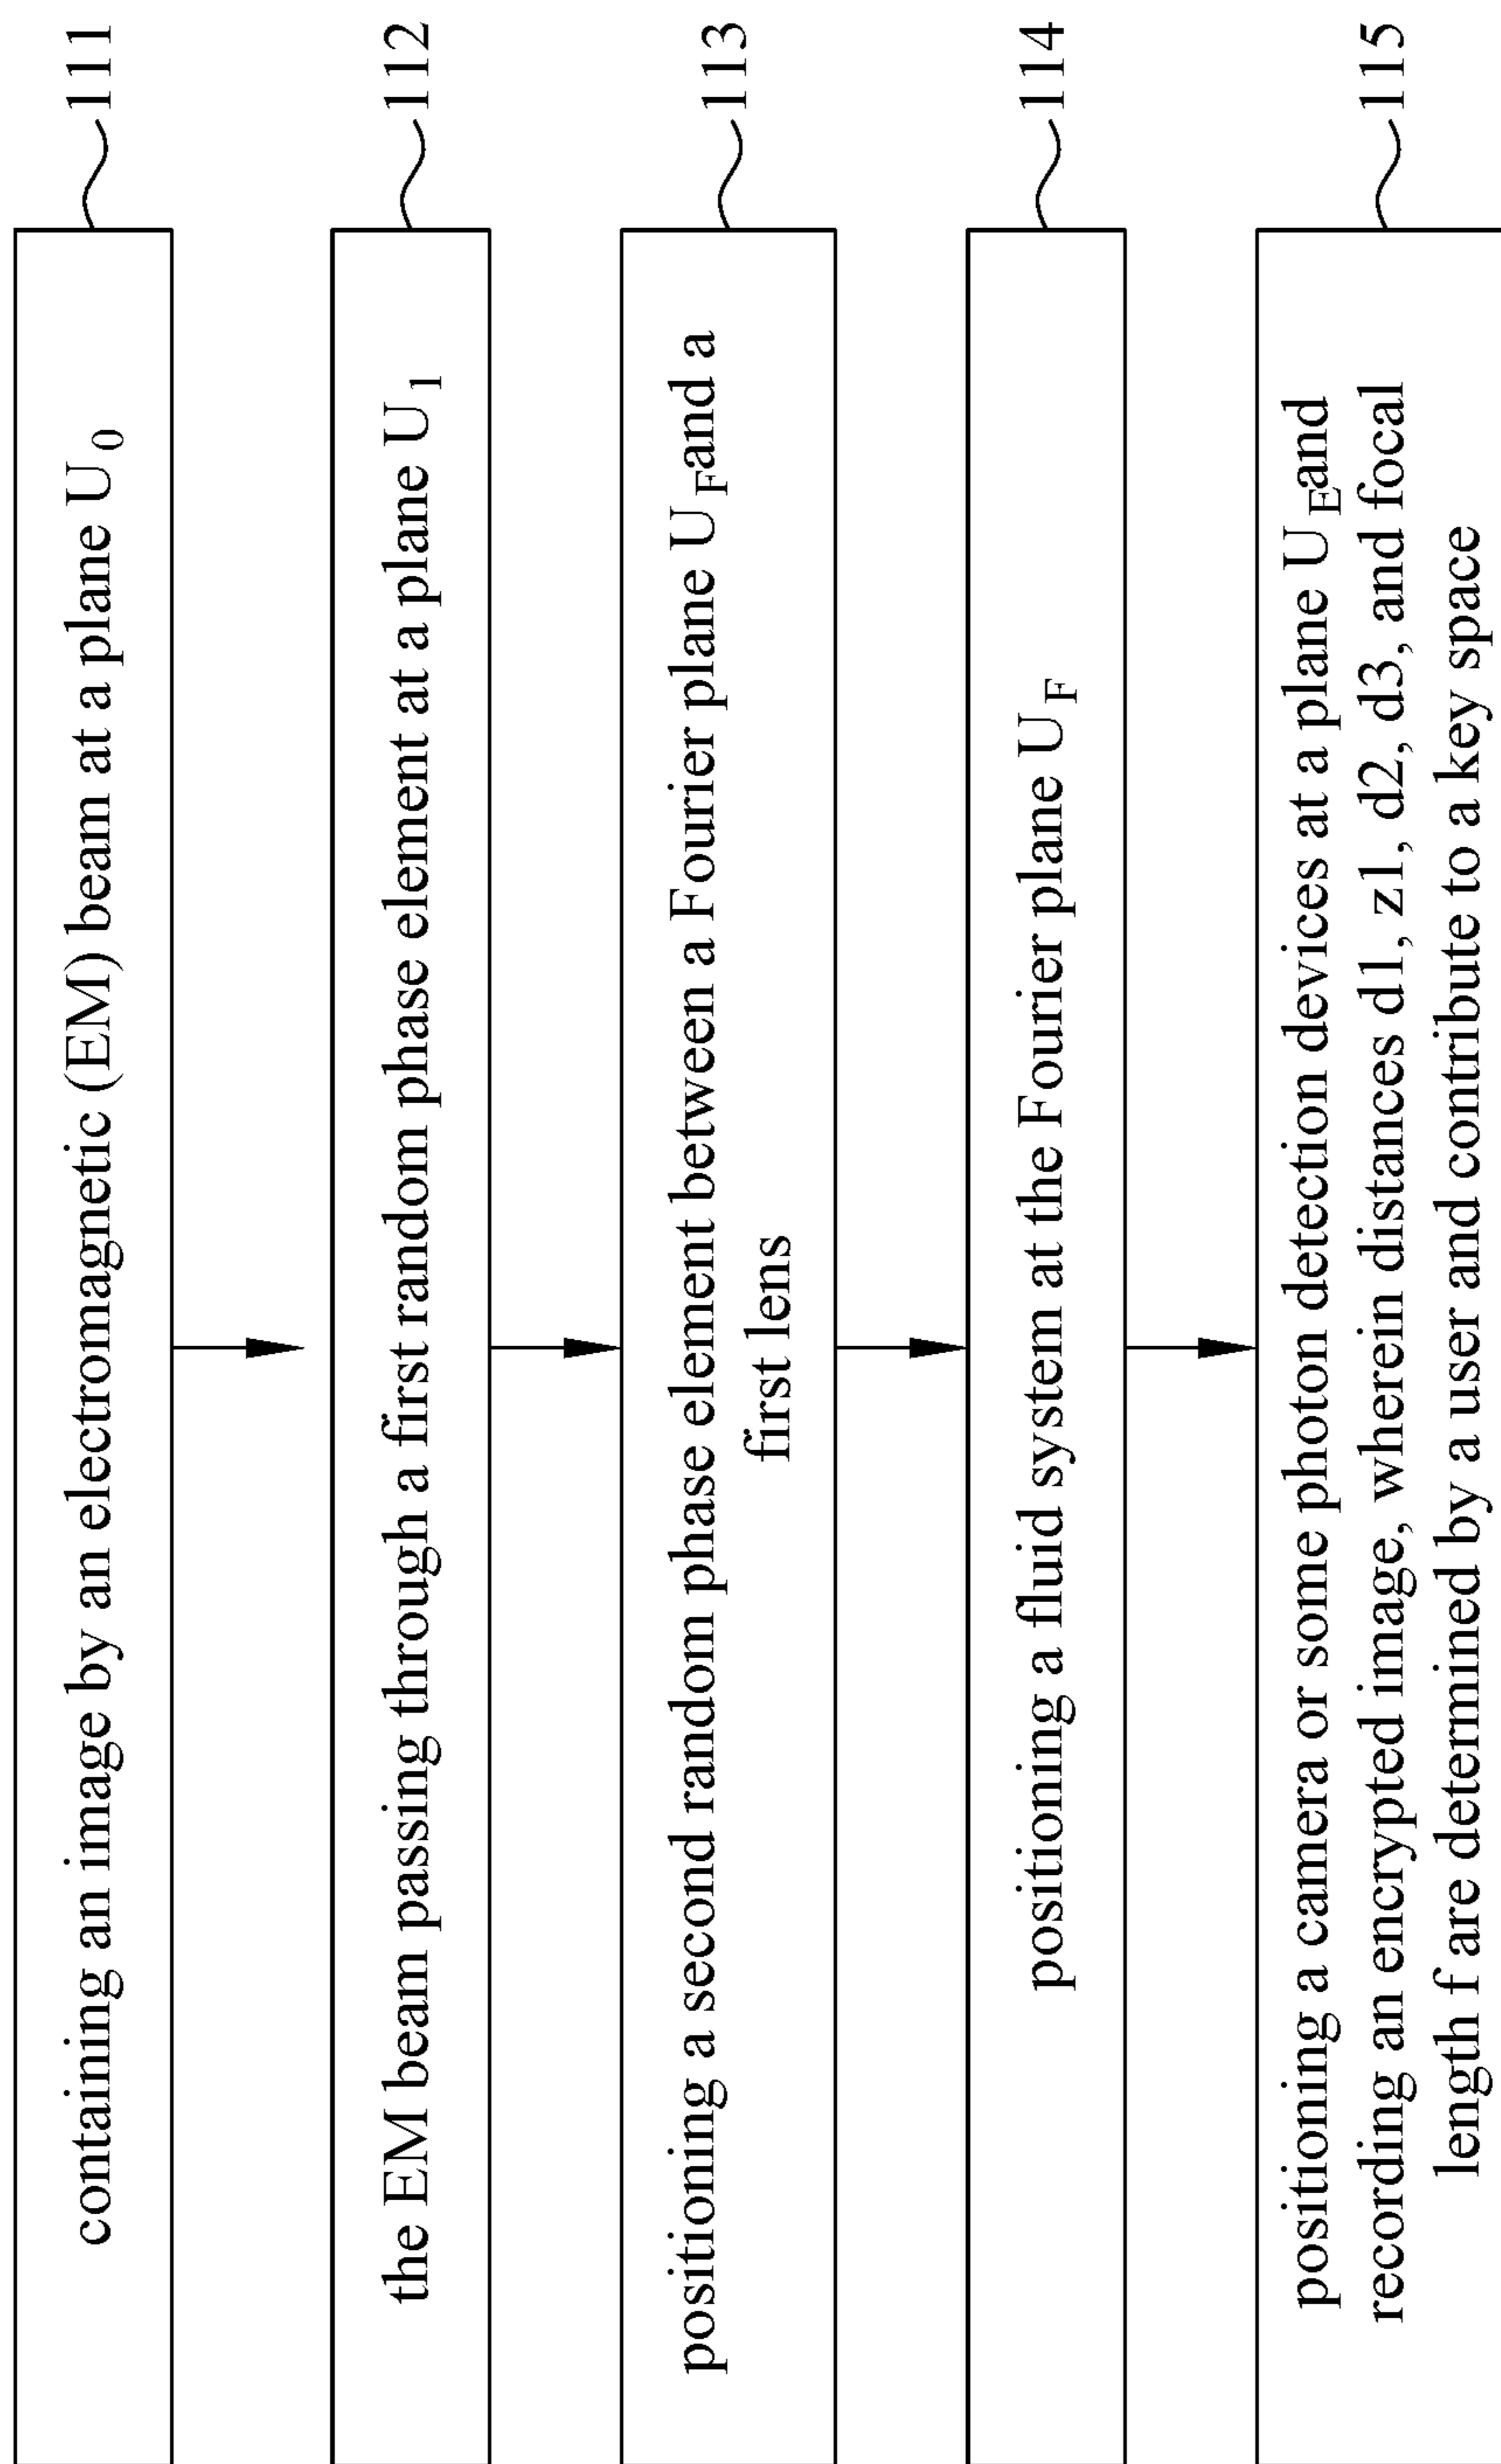 containing an image by an electromagnetic (EM) beam at a plane U0
111
the EM beam passing through a first random phase element at a plane U1
112
positioning a second random phase element between a Fourier plane UF and a
first lens
113
positioning a fluid system at the Fourier plane UF
114
positioning a camera or some photon detection devices at a plane UE and
recording an encrypted image, wherein distances d1, z1, d2, d3, and focal
length f are determined by a user and contribute to a key space
115